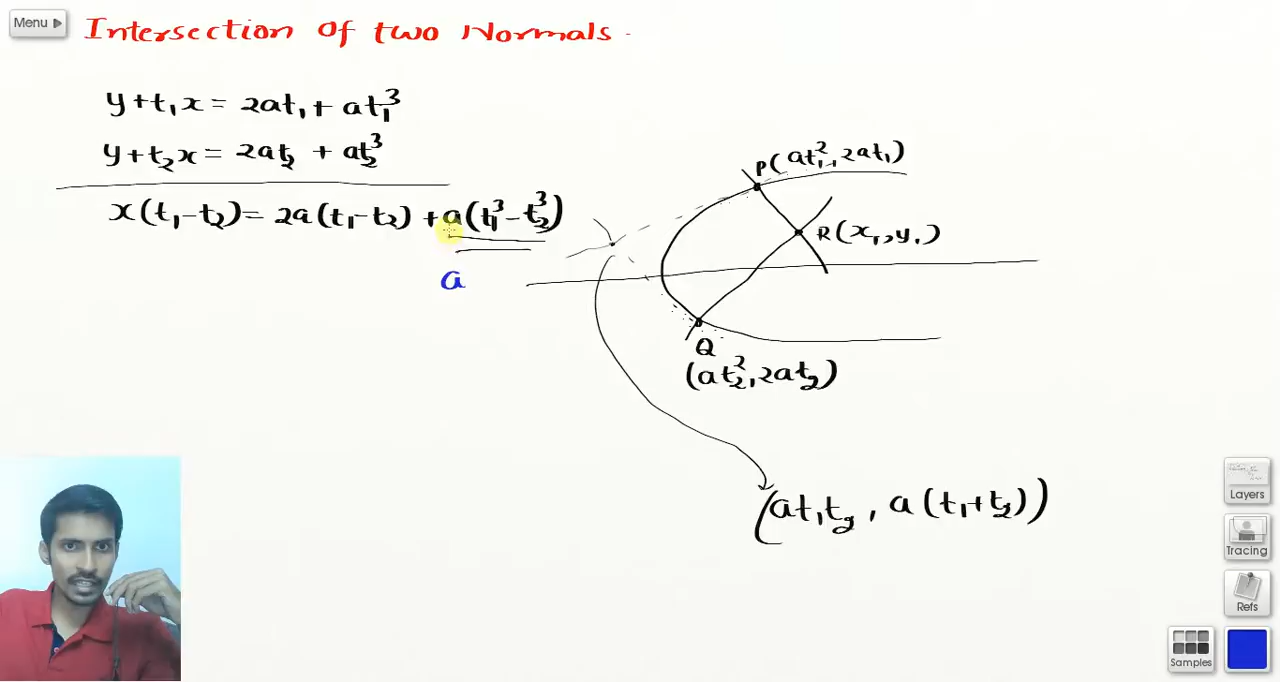 Menu
Intersection Of two Normals
y+t₁x = 2at₁ + at₁³
y+t₂x = 2at₂ + at₂³
x(t₁-t₂) = 2a(t₁-t₂) + a(t₁³-t₂³)
a
P(at₁², 2at₁)
R(x₁, y₁)
Q
(at₂², 2at₂)
(at₁t₂, a(t₁+t₂))
Layers
Tracing
Refs
Samples